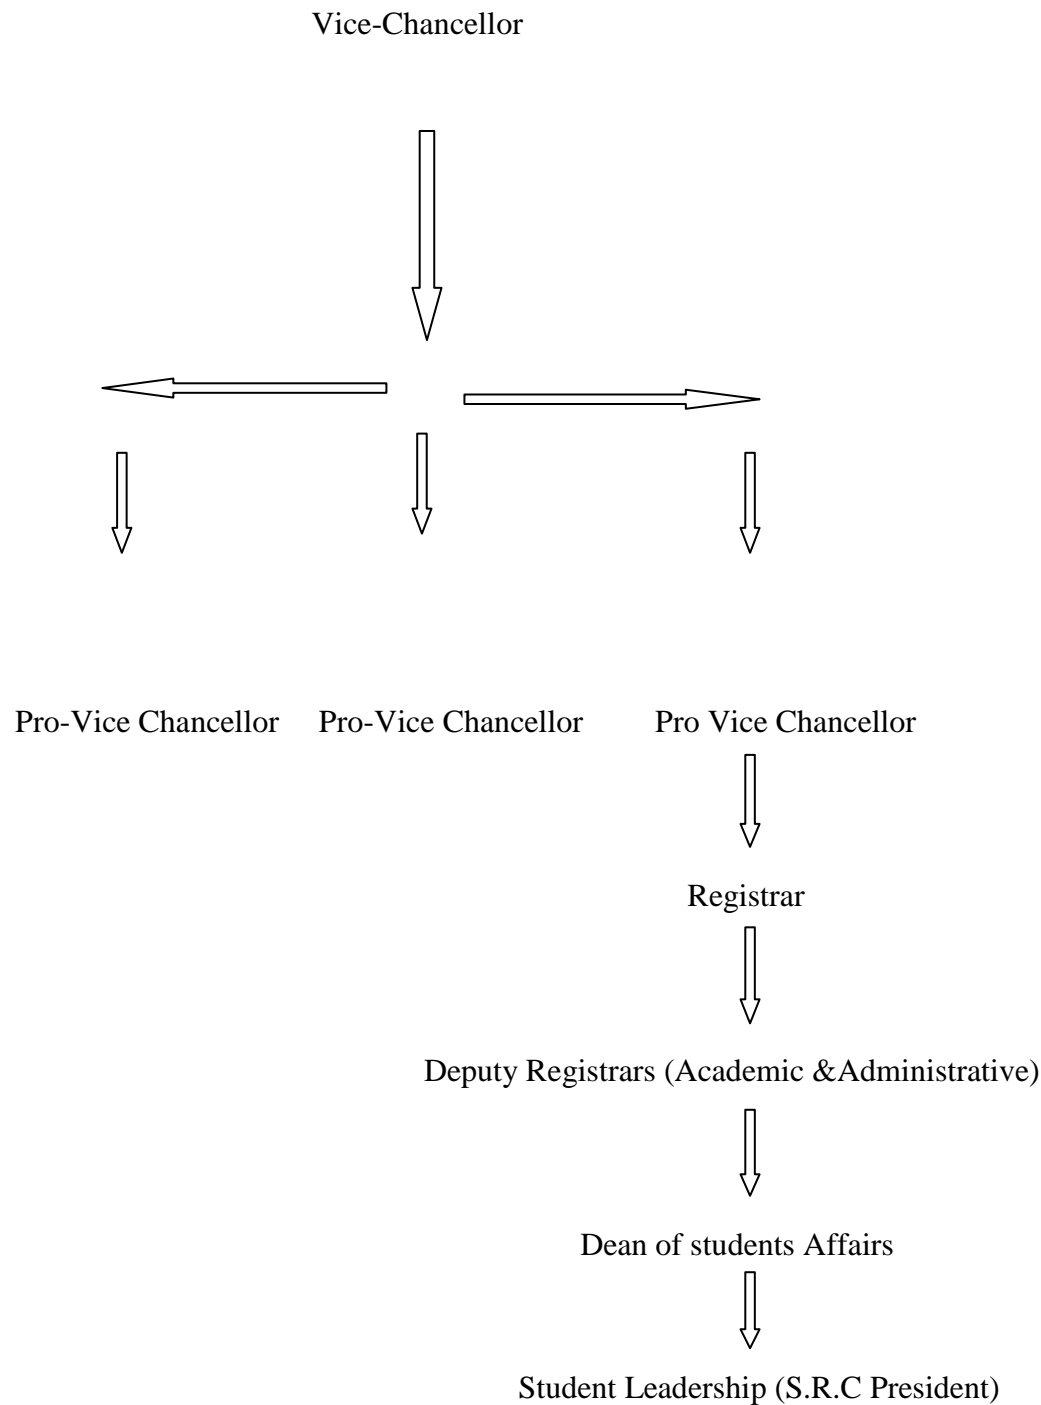 Vice-Chancellor
Pro-Vice Chancellor Pro-Vice Chancellor Pro Vice Chancellor
Registrar
Deputy Registrars (Academic &Administrative)
Dean of students Affairs
Student Leadership (S.R.C President)